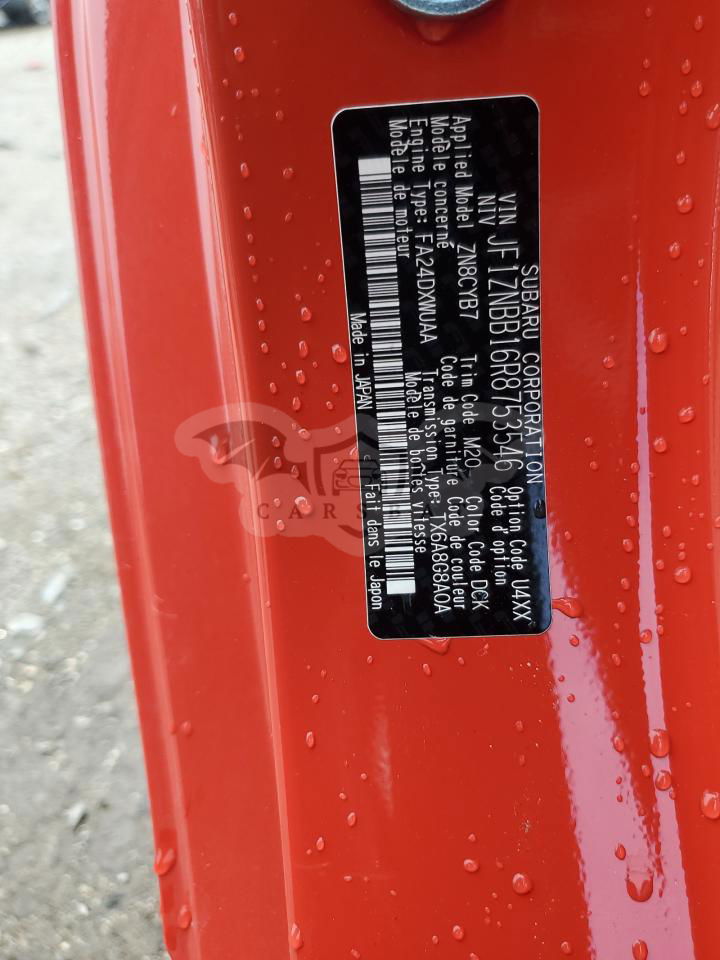 SUBARU CORPORATION
VIN JF1ZNBB16R8753546 Option Code U4XX
NIV Code d'option
Applied Model ZN8CYB7 Trim Code M20 Color Code DCK
Modèle concerné Code de garniture Code de couleur
Engine Type: FA24DXWUAA Transmission Type: TX6A8G8A0A
Modèle de moteur Modèle de boîtes vitesse
Made in JAPAN Fait dans le Japon